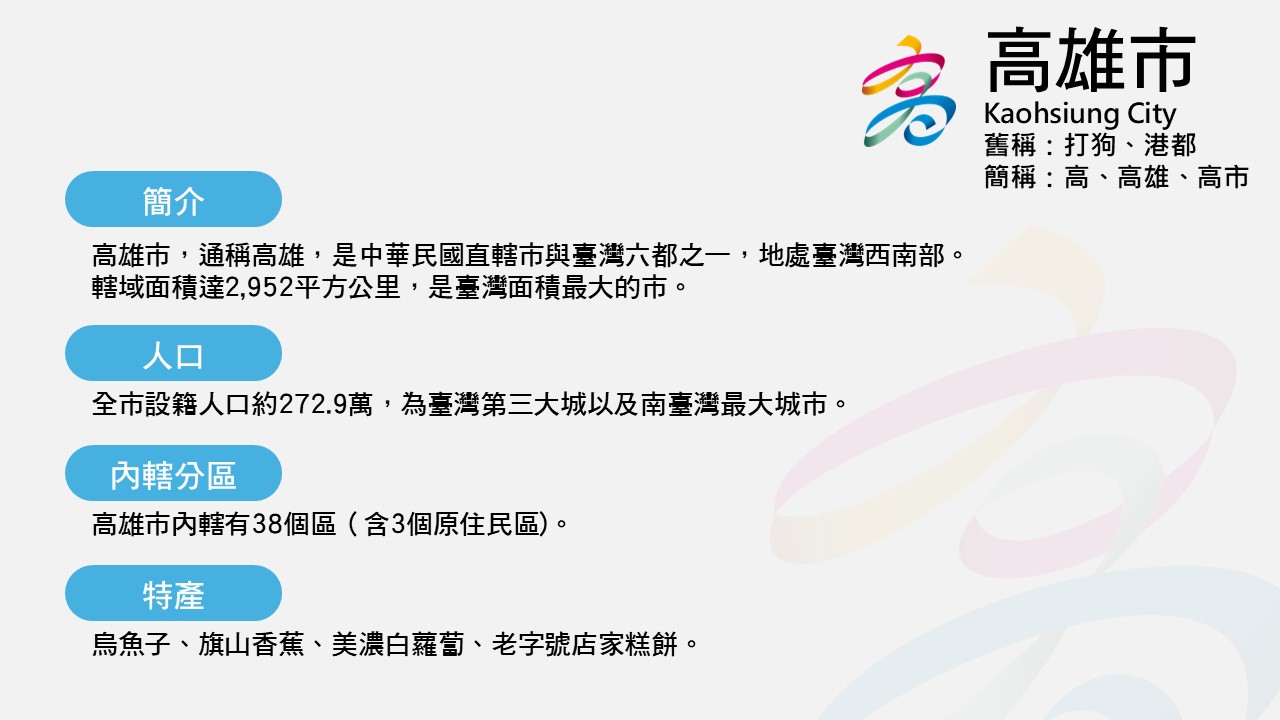 高雄市
Kaohsiung City
舊稱：打狗、港都
簡稱：高、高雄、高市
簡介
高雄市，通稱高雄，是中華民國直轄市與臺灣六都之一，地處臺灣西南部。
轄域面積達2,952平方公里，是臺灣面積最大的市。
人口
全市設籍人口約272.9萬，為臺灣第三大城以及南臺灣最大城市。
內轄分區
高雄市內轄有38個區（含3個原住民區)。
特產
烏魚子、旗山香蕉、美濃白蘿蔔、老字號店家糕餅。